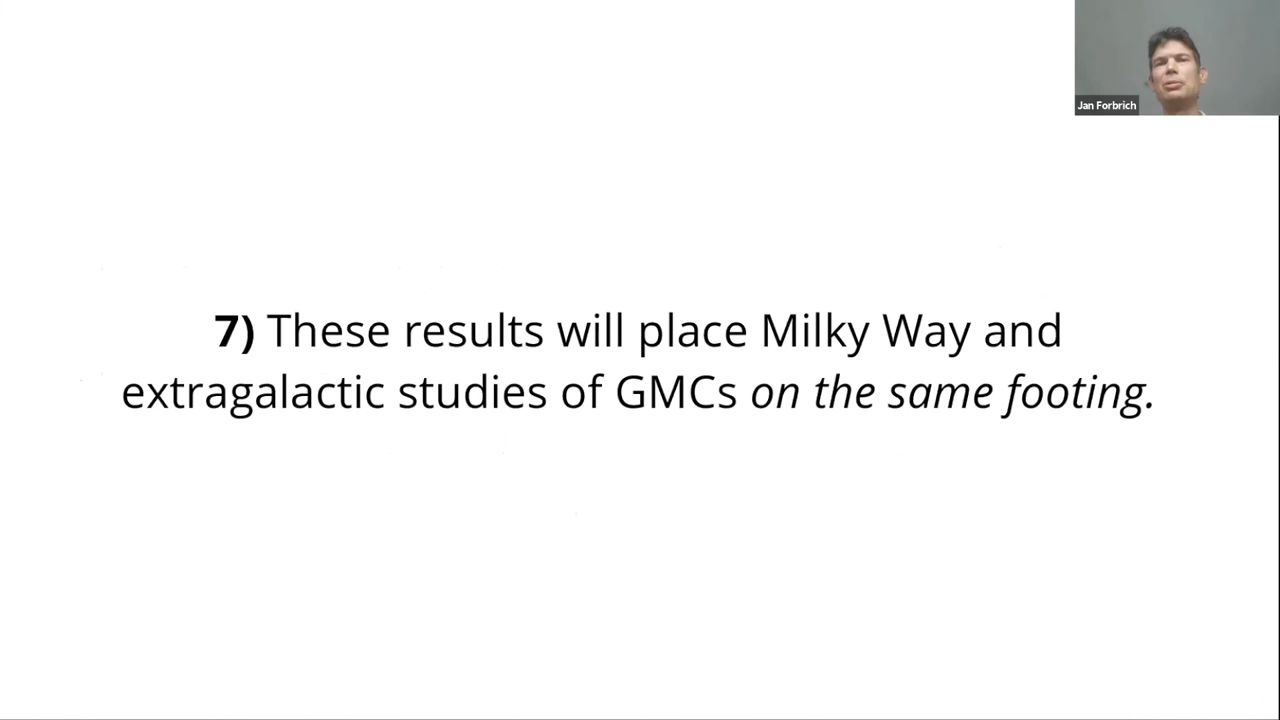 Jan Forbrich
7) These results will place Milky Way and
extragalactic studies of GMCs on the same footing.